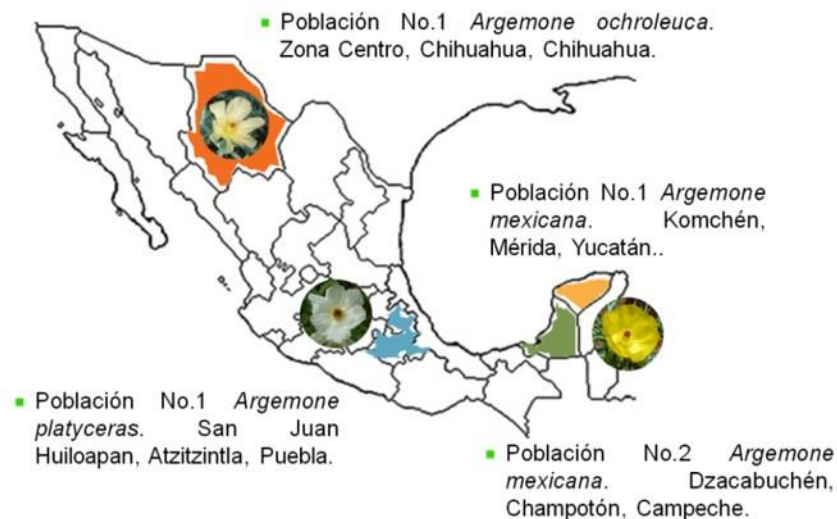 Población No.1 Argemone ochroleuca.
Zona Centro, Chihuahua, Chihuahua.
Población No.1 Argemone
mexicana. Komchén,
Mérida, Yucatán..
Población No.1 Argemone
platyceras. San Juan
Huiloapan, Atzitzintla, Puebla.
Población No.2 Argemone
mexicana. Dzacabuchén,
Champotón, Campeche.